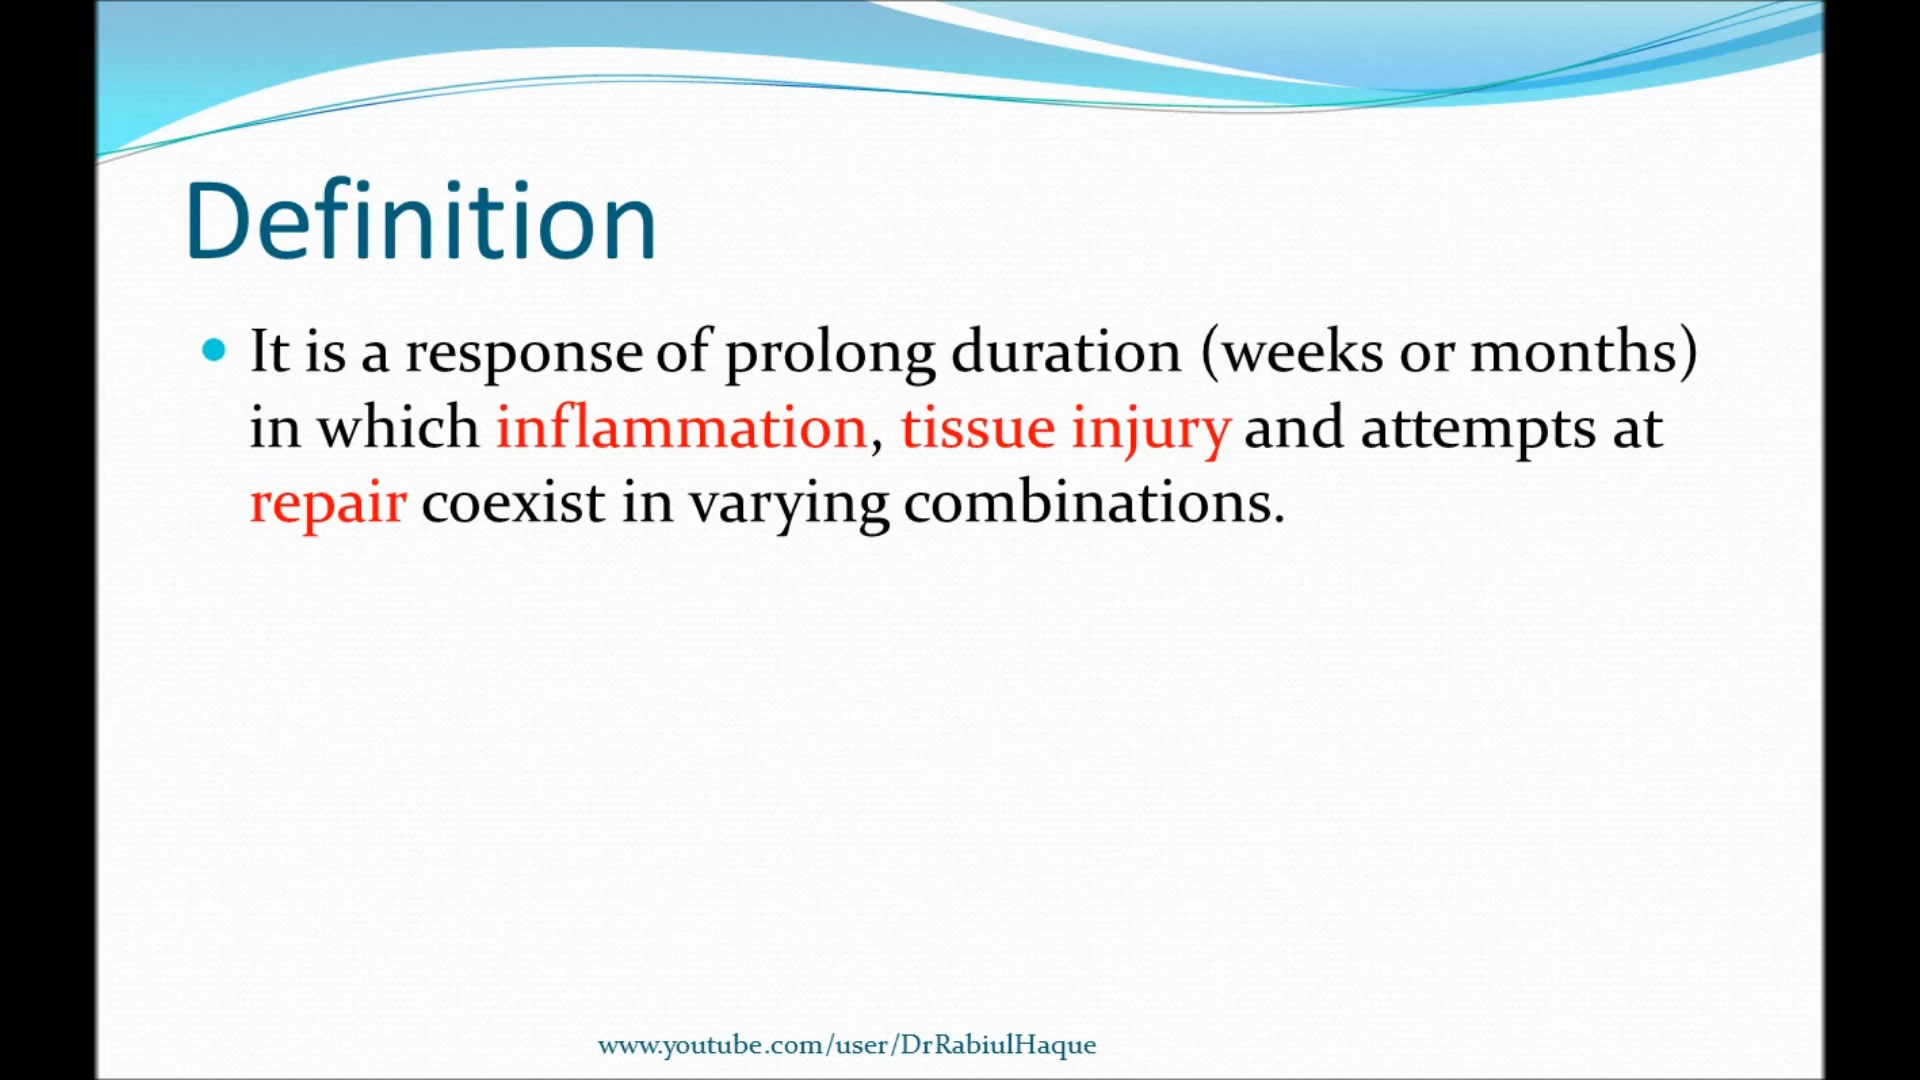 Definition
It is a response of prolong duration (weeks or months)
in which inflammation, tissue injury and attempts at
repair coexist in varying combinations.
www.youtube.com/user/DrRabiulHaque